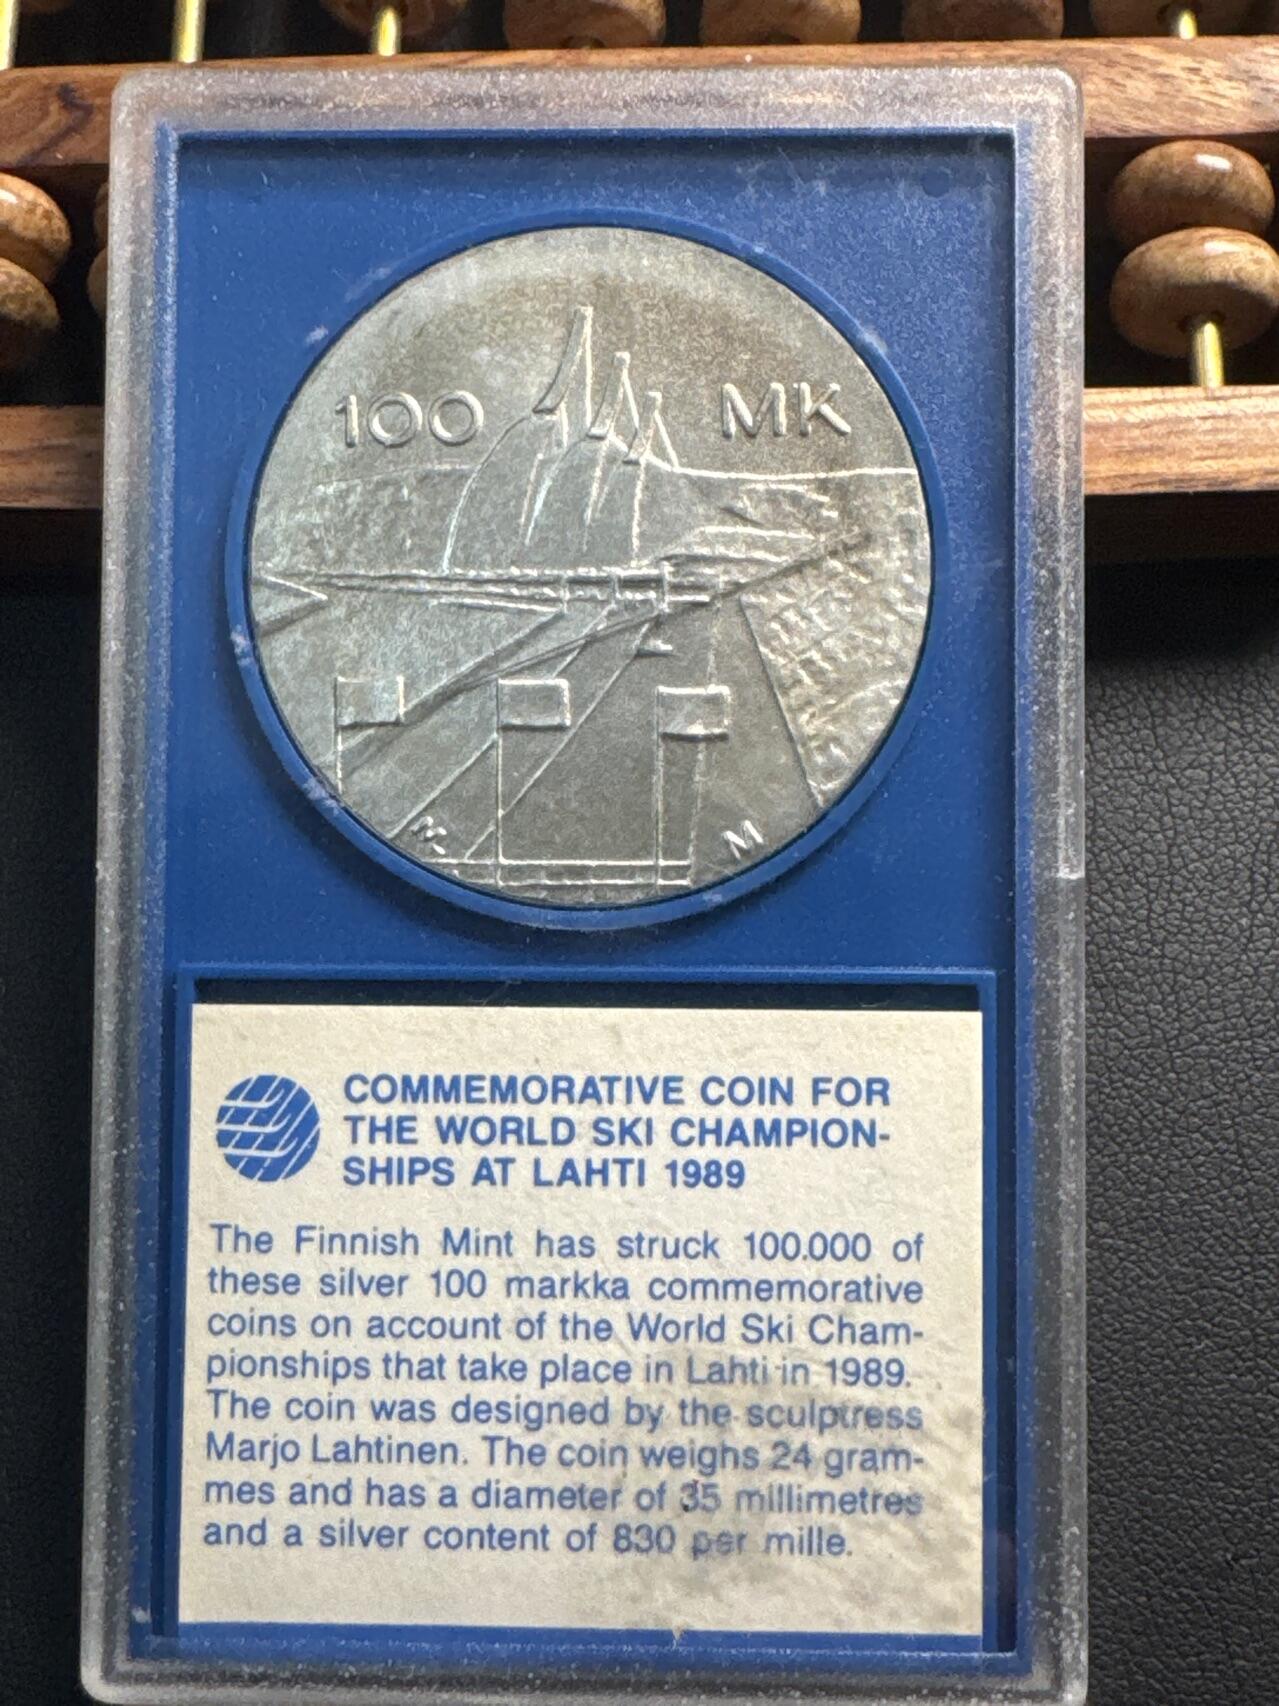 100 MK
M. M
COMMEMORATIVE COIN FOR
THE WORLD SKI CHAMPION-
SHIPS AT LAHTI 1989
The Finnish Mint has struck 100.000 of
these silver 100 markka commemorative
coins on account of the World Ski Cham-
pionships that take place in Lahti in 1989.
The coin was designed by the sculptress
Marjo Lahtinen. The coin weighs 24 gram-
mes and has a diameter of 35 millimetres
and a silver content of 830 per mille.